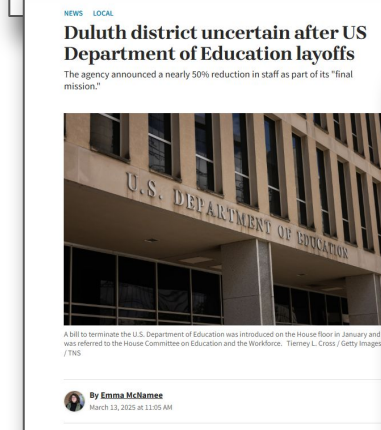 NEWS LOCAL
Duluth district uncertain after US
Department of Education layoffs
The agency announced a nearly 50% reduction in staff as part of its "final
mission."
U.S. DEPARTMENT OF EDUCATION
A bill to terminate the U.S. Department of Education was introduced on the House floor in January and
was referred to the House Committee on Education and the Workforce. Tierney L. Cross / Getty Images
/ TNS
By Emma McNamee
March 13, 2025 at 11:05 AM